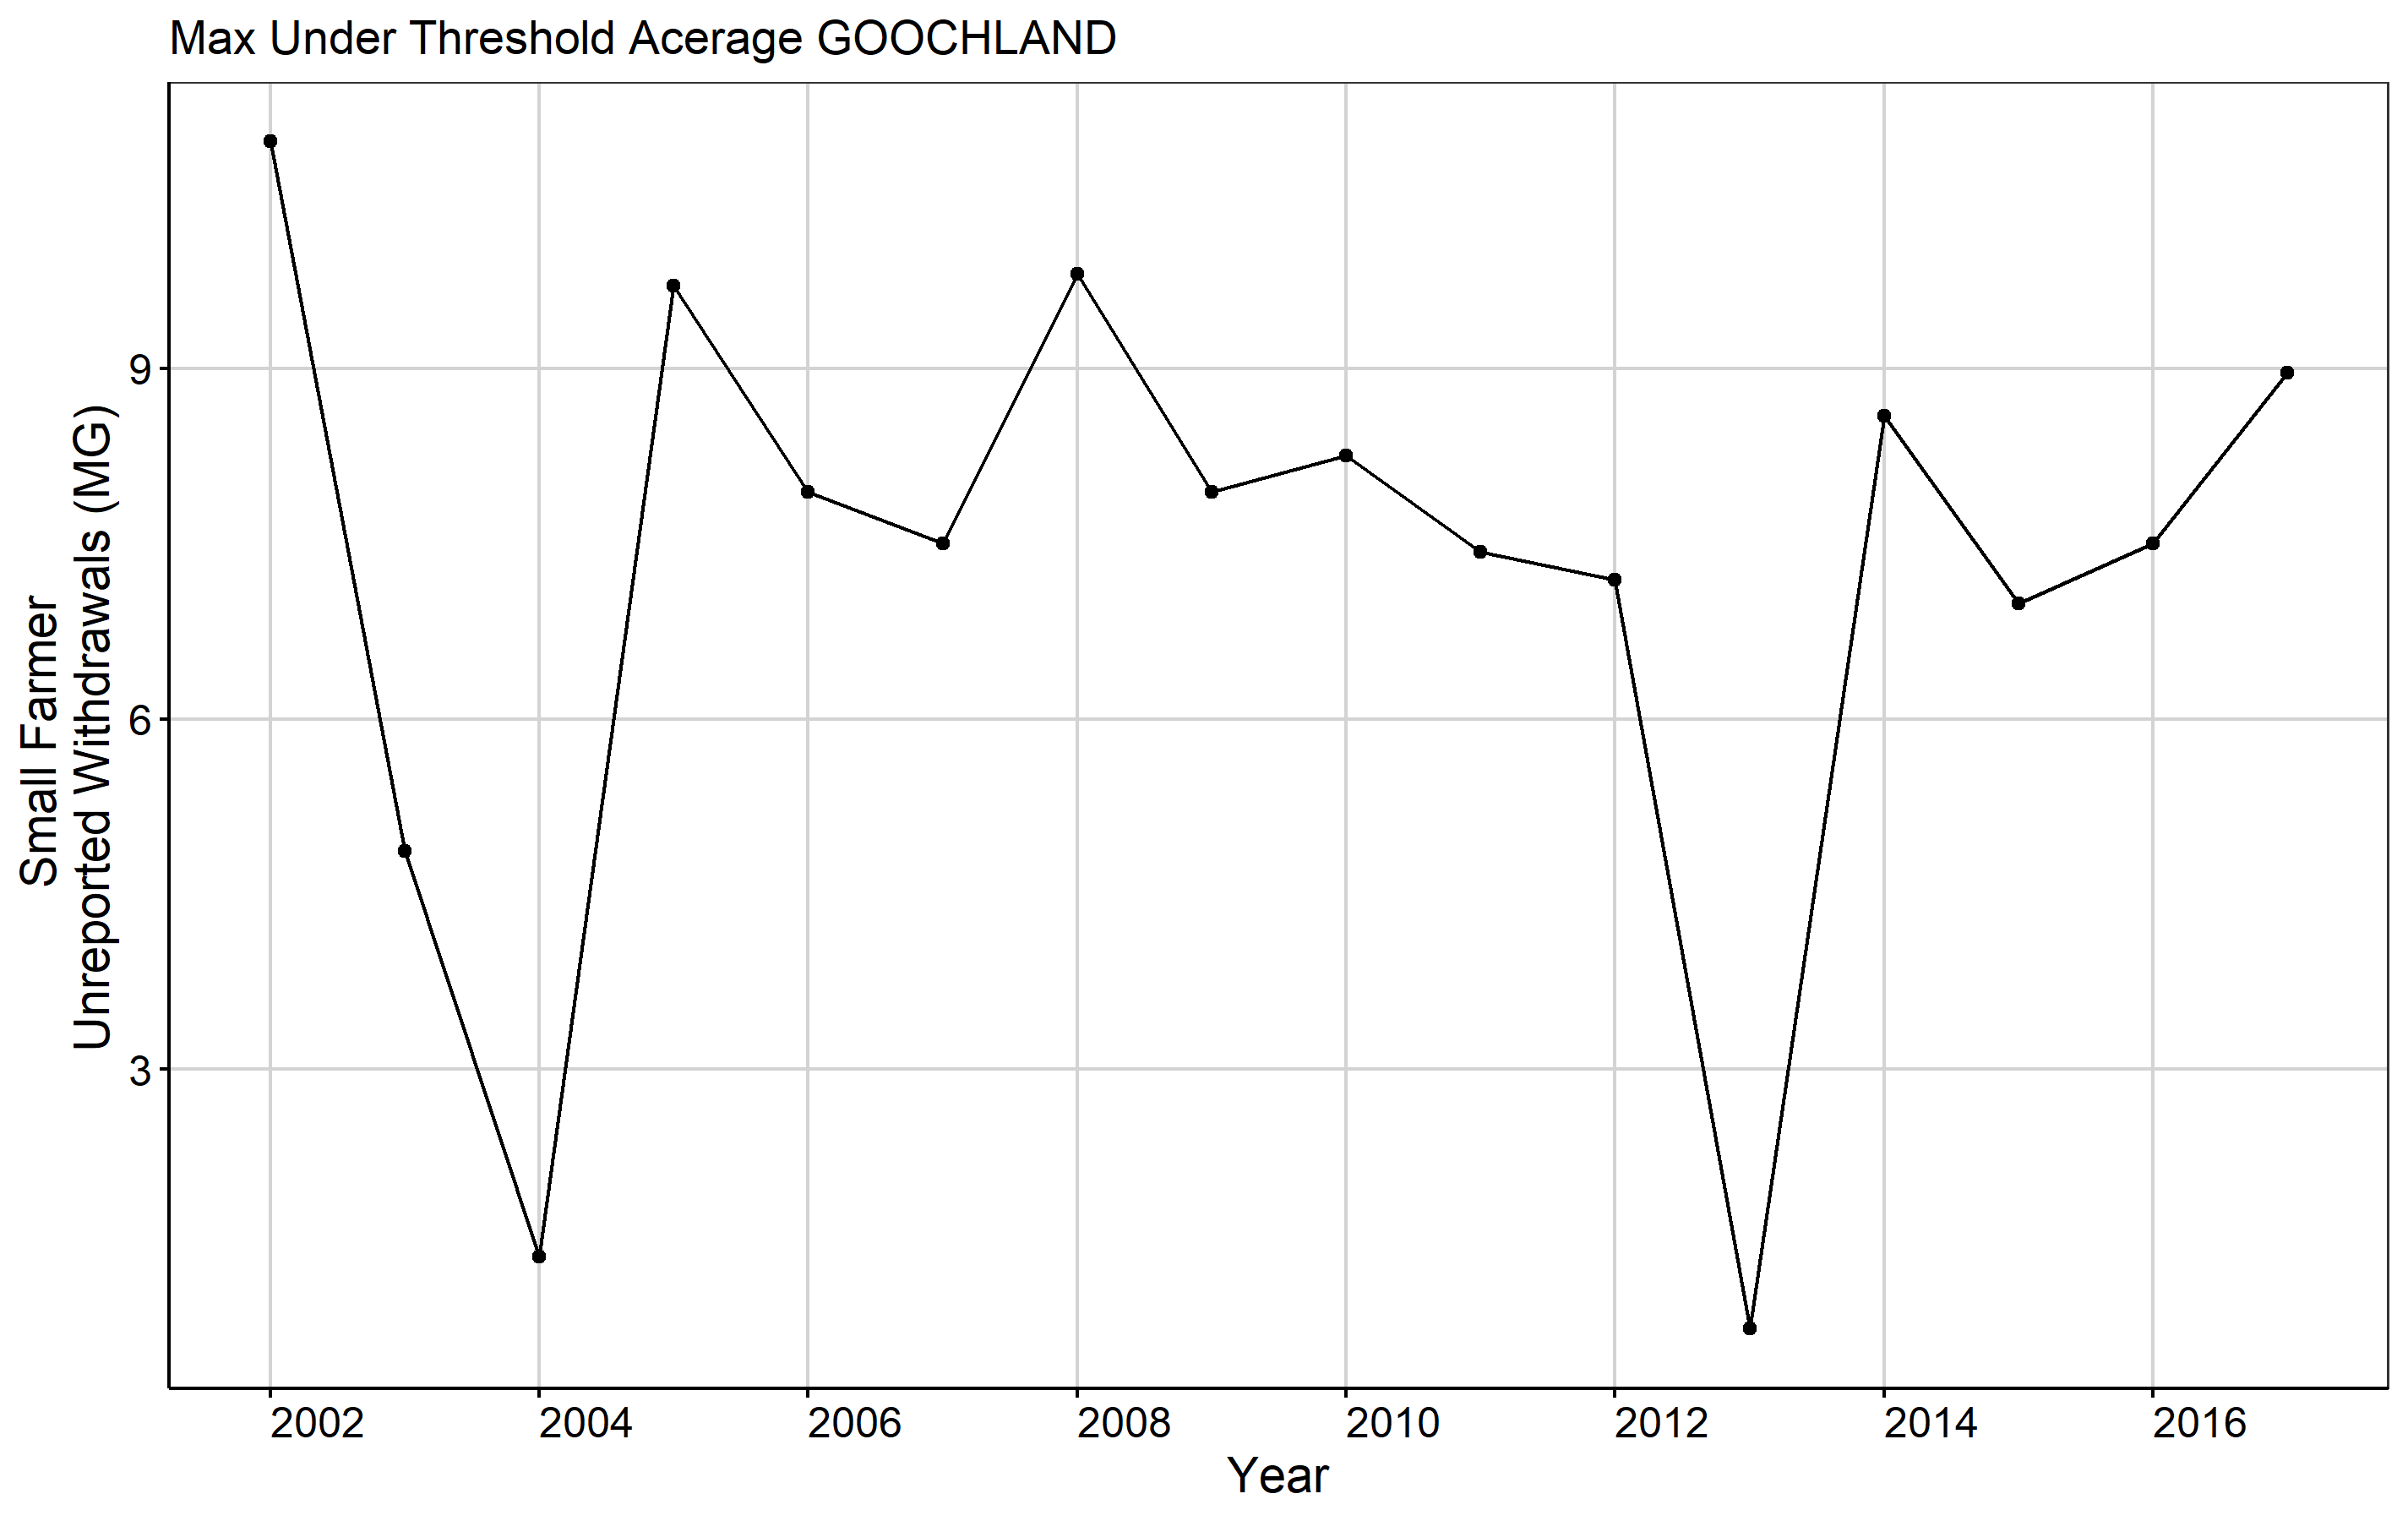 Max Under Threshold Acerage GOOCHLAND
Small Farmer
Unreported Withdrawals (MG)
9
6
3
2002 2004 2006 2008 2010 2012 2014 2016
Year